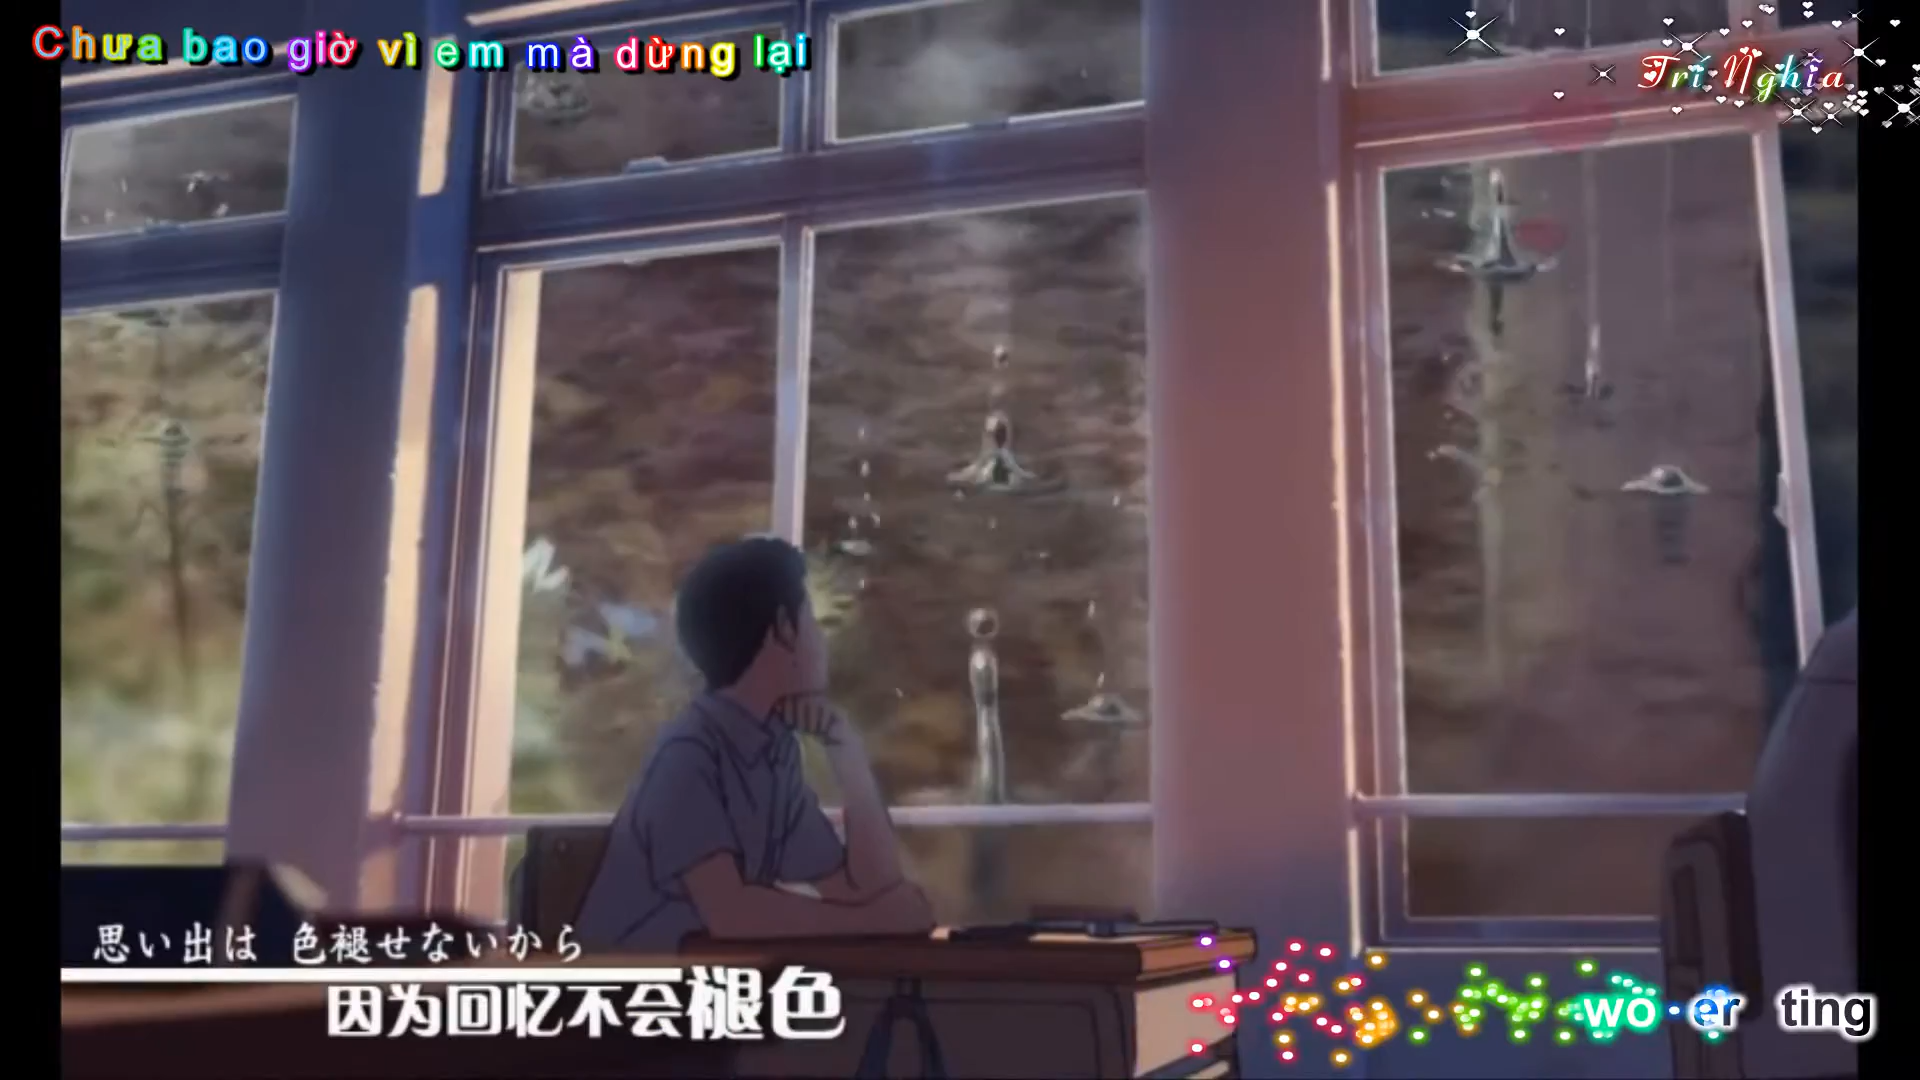 Chưa bao giờ vì em mà dừng lại
Trí Nghĩa
思い出は 色褪せないから
因为回忆不会褪色
wo er ting